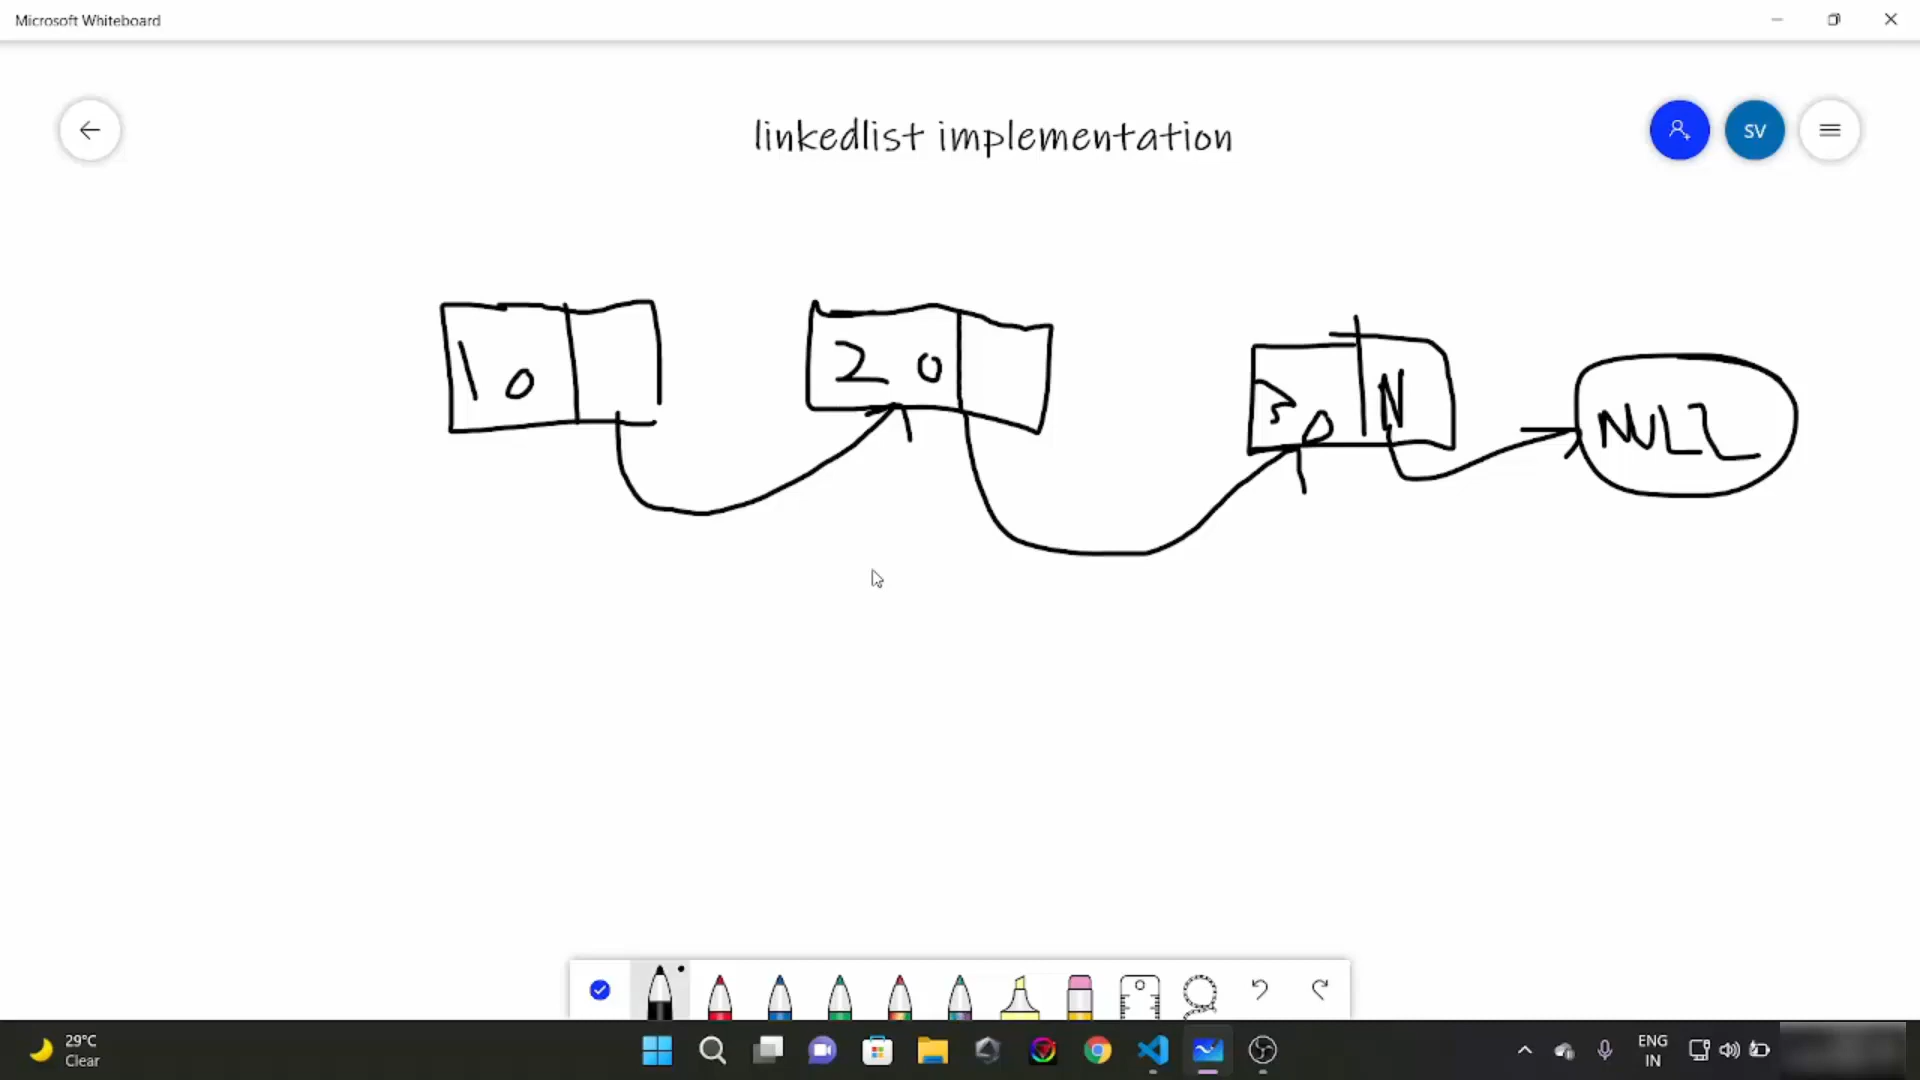 Microsoft Whiteboard
SV
linkedlist implementation
10
20
30 N
NULL
29°C
Clear
ENG
IN